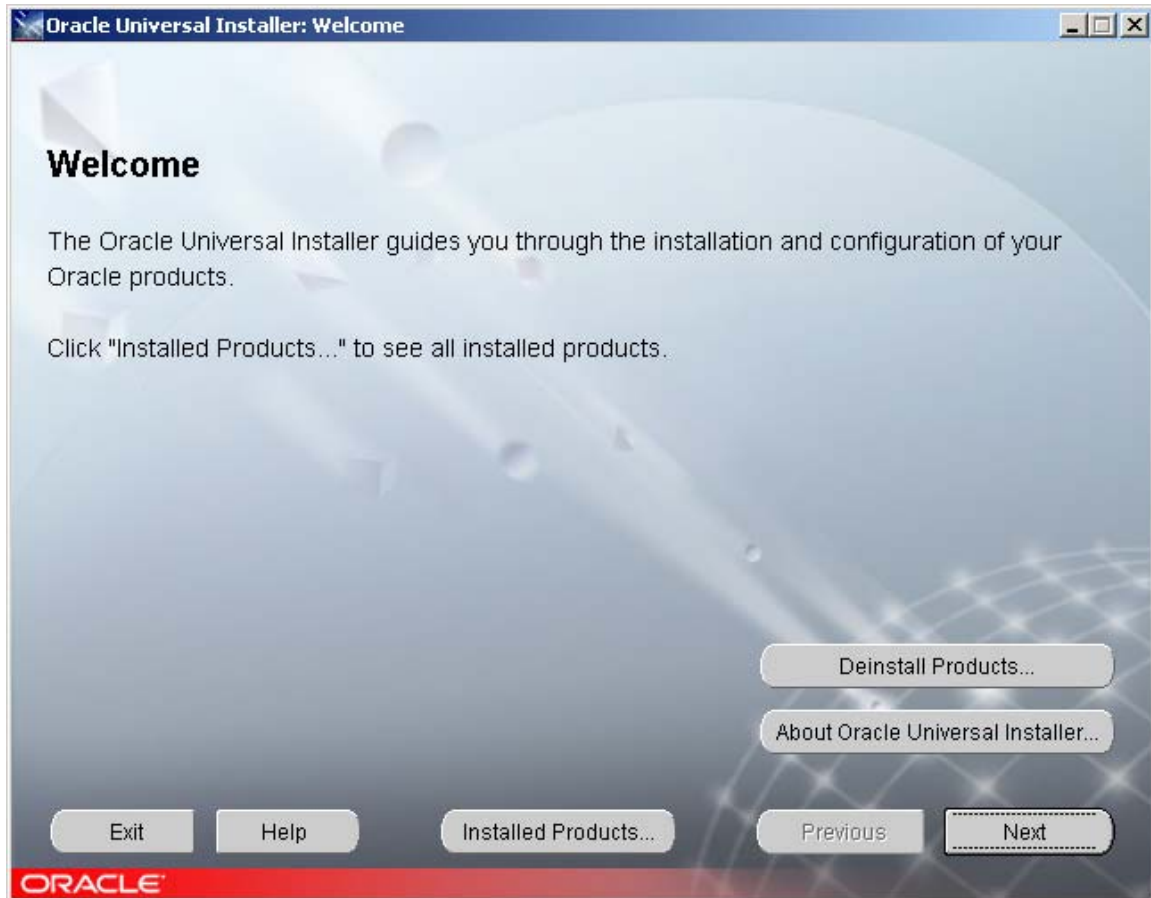 Oracle Universal Installer: Welcome
Welcome
The Oracle Universal Installer guides you through the installation and configuration of your
Oracle products.
Click "Installed Products..." to see all installed products.
Deinstall Products...
About Oracle Universal Installer...
Exit
Help
Installed Products...
Previous
Next
ORACLE